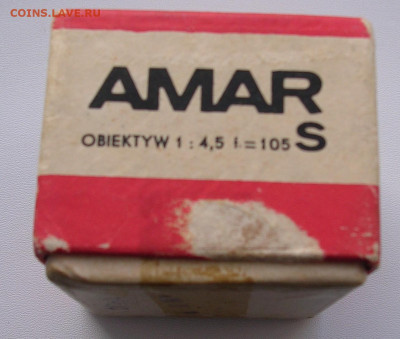 COINS.LAVE.RU
AMAR
S
OBIEKTYW 1 : 4,5 f = 105